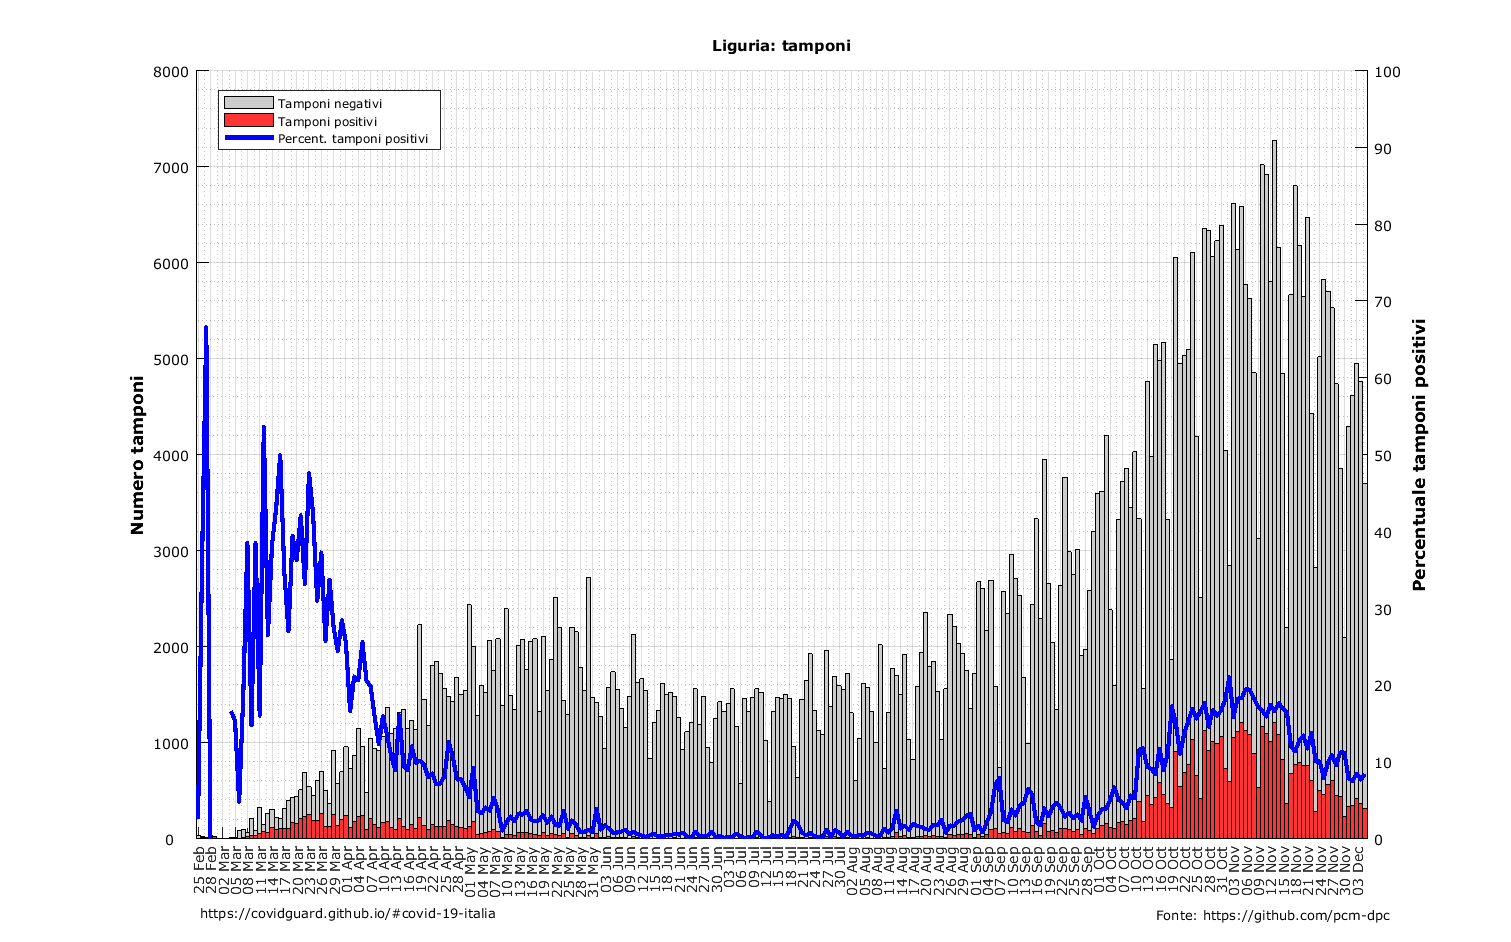 Liguria: tamponi
8000
7000
6000
5000
4000
3000
2000
1000
0
Numero tamponi
Tamponi negativi
Tamponi positivi
Percent. tamponi positivi
100
90
80
70
60
50
40
30
20
10
0
Percentuale tamponi positivi
25 Feb
28 Feb
02 Mar
05 Mar
08 Mar
11 Mar
14 Mar
17 Mar
20 Mar
23 Mar
26 Mar
29 Mar
01 Apr
04 Apr
07 Apr
10 Apr
13 Apr
16 Apr
19 Apr
22 Apr
25 Apr
28 Apr
01 May
04 May
07 May
10 May
13 May
16 May
19 May
22 May
25 May
28 May
31 May
03 Jun
06 Jun
09 Jun
12 Jun
15 Jun
18 Jun
21 Jun
24 Jun
27 Jun
30 Jun
03 Jul
06 Jul
09 Jul
12 Jul
15 Jul
18 Jul
21 Jul
24 Jul
27 Jul
30 Jul
02 Aug
05 Aug
08 Aug
11 Aug
14 Aug
17 Aug
20 Aug
23 Aug
26 Aug
29 Aug
01 Sep
04 Sep
07 Sep
10 Sep
13 Sep
16 Sep
19 Sep
22 Sep
25 Sep
28 Sep
01 Oct
04 Oct
07 Oct
10 Oct
13 Oct
16 Oct
19 Oct
22 Oct
25 Oct
28 Oct
31 Oct
03 Nov
06 Nov
09 Nov
12 Nov
15 Nov
18 Nov
21 Nov
24 Nov
27 Nov
30 Nov
03 Dec
https://covidguard.github.io/#covid-19-italia
Fonte: https://github.com/pcm-dpc